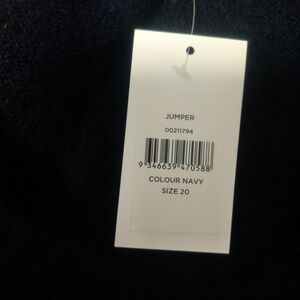 JUMPER
00211794
9 346639 470588
COLOUR NAVY
SIZE 20